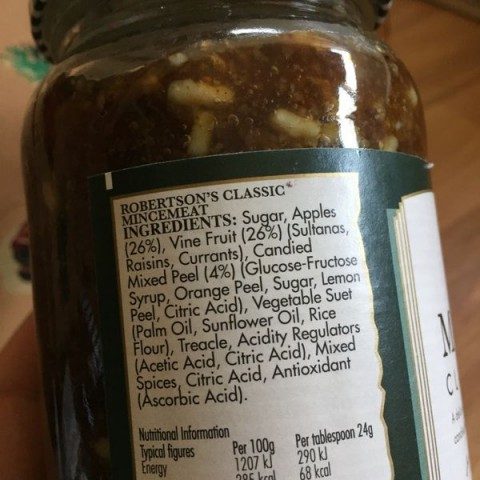 ROBERTSON'S CLASSIC
MINCEMEAT
INGREDIENTS: Sugar, Apples
(26%), Vine Fruit (26%) (Sultanas,
Raisins, Currants), Candied
Mixed Peel (4%) (Glucose-Fructose
Syrup, Orange Peel, Sugar, Lemon
Peel, Citric Acid), Vegetable Suet
(Palm Oil, Sunflower Oil, Rice
Flour), Treacle, Acidity Regulators
(Acetic Acid, Citric Acid), Mixed
Spices, Citric Acid, Antioxidant
(Ascorbic Acid).
Nutritional Information
Typical figures Per 100g Per tablespoon 24g
Energy 1207 kJ 290 kJ
285 kcal 68 kcal